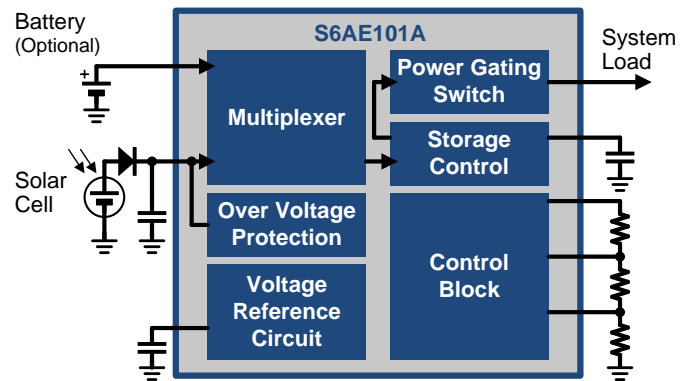 Battery
(Optional)
S6AE101A
System
Load
+
Multiplexer
Power Gating
Switch
Storage
Control
Solar
Cell
Over Voltage
Protection
Control
Block
Voltage
Reference
Circuit